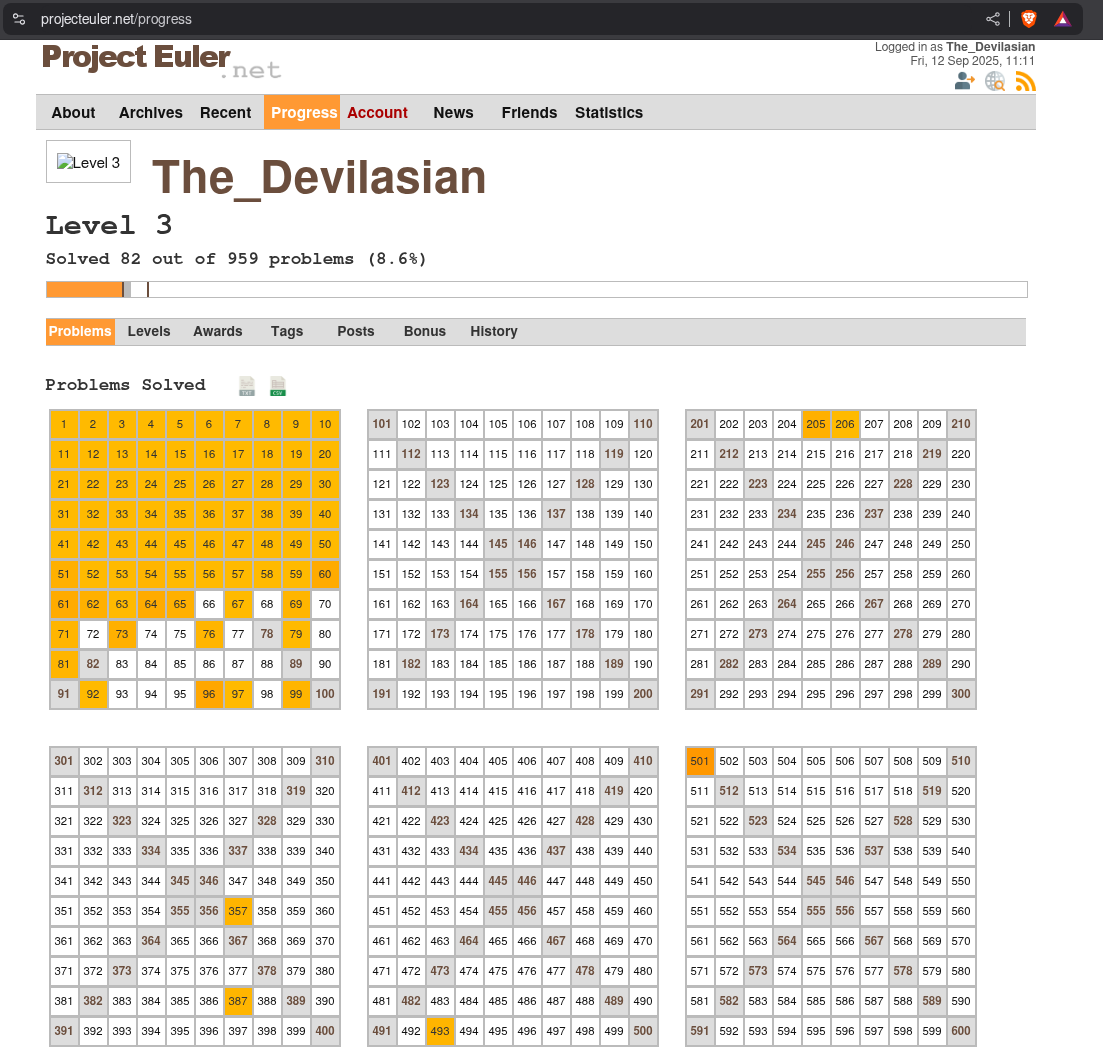 projecteuler.net/progress
Project Euler
.net
Logged in as The_Devilasian
Fri, 12 Sep 2025, 11:11
About Archives Recent Progress Account News Friends Statistics
Level 3
The_Devilasian
Level 3
Solved 82 out of 959 problems (8.6%)
Problems Levels Awards Tags Posts Bonus History
Problems Solved TXT CSV
1 2 3 4 5 6 7 8 9 10 101 102 103 104 105 106 107 108 109 110 201 202 203 204 205 206 207 208 209 210
11 12 13 14 15 16 17 18 19 20 111 112 113 114 115 116 117 118 119 120 211 212 213 214 215 216 217 218 219 220
21 22 23 24 25 26 27 28 29 30 121 122 123 124 125 126 127 128 129 130 221 222 223 224 225 226 227 228 229 230
31 32 33 34 35 36 37 38 39 40 131 132 133 134 135 136 137 138 139 140 231 232 233 234 235 236 237 238 239 240
41 42 43 44 45 46 47 48 49 50 141 142 143 144 145 146 147 148 149 150 241 242 243 244 245 246 247 248 249 250
51 52 53 54 55 56 57 58 59 60 151 152 153 154 155 156 157 158 159 160 251 252 253 254 255 256 257 258 259 260
61 62 63 64 65 66 67 68 69 70 161 162 163 164 165 166 167 168 169 170 261 262 263 264 265 266 267 268 269 270
71 72 73 74 75 76 77 78 79 80 171 172 173 174 175 176 177 178 179 180 271 272 273 274 275 276 277 278 279 280
81 82 83 84 85 86 87 88 89 90 181 182 183 184 185 186 187 188 189 190 281 282 283 284 285 286 287 288 289 290
91 92 93 94 95 96 97 98 99 100 191 192 193 194 195 196 197 198 199 200 291 292 293 294 295 296 297 298 299 300
301 302 303 304 305 306 307 308 309 310 401 402 403 404 405 406 407 408 409 410 501 502 503 504 505 506 507 508 509 510
311 312 313 314 315 316 317 318 319 320 411 412 413 414 415 416 417 418 419 420 511 512 513 514 515 516 517 518 519 520
321 322 323 324 325 326 327 328 329 330 421 422 423 424 425 426 427 428 429 430 521 522 523 524 525 526 527 528 529 530
331 332 333 334 335 336 337 338 339 340 431 432 433 434 435 436 437 438 439 440 531 532 533 534 535 536 537 538 539 540
341 342 343 344 345 346 347 348 349 350 441 442 443 444 445 446 447 448 449 450 541 542 543 544 545 546 547 548 549 550
351 352 353 354 355 356 357 358 359 360 451 452 453 454 455 456 457 458 459 460 551 552 553 554 555 556 557 558 559 560
361 362 363 364 365 366 367 368 369 370 461 462 463 464 465 466 467 468 469 470 561 562 563 564 565 566 567 568 569 570
371 372 373 374 375 376 377 378 379 380 471 472 473 474 475 476 477 478 479 480 571 572 573 574 575 576 577 578 579 580
381 382 383 384 385 386 387 388 389 390 481 482 483 484 485 486 487 488 489 490 581 582 583 584 585 586 587 588 589 590
391 392 393 394 395 396 397 398 399 400 491 492 493 494 495 496 497 498 499 500 591 592 593 594 595 596 597 598 599 600